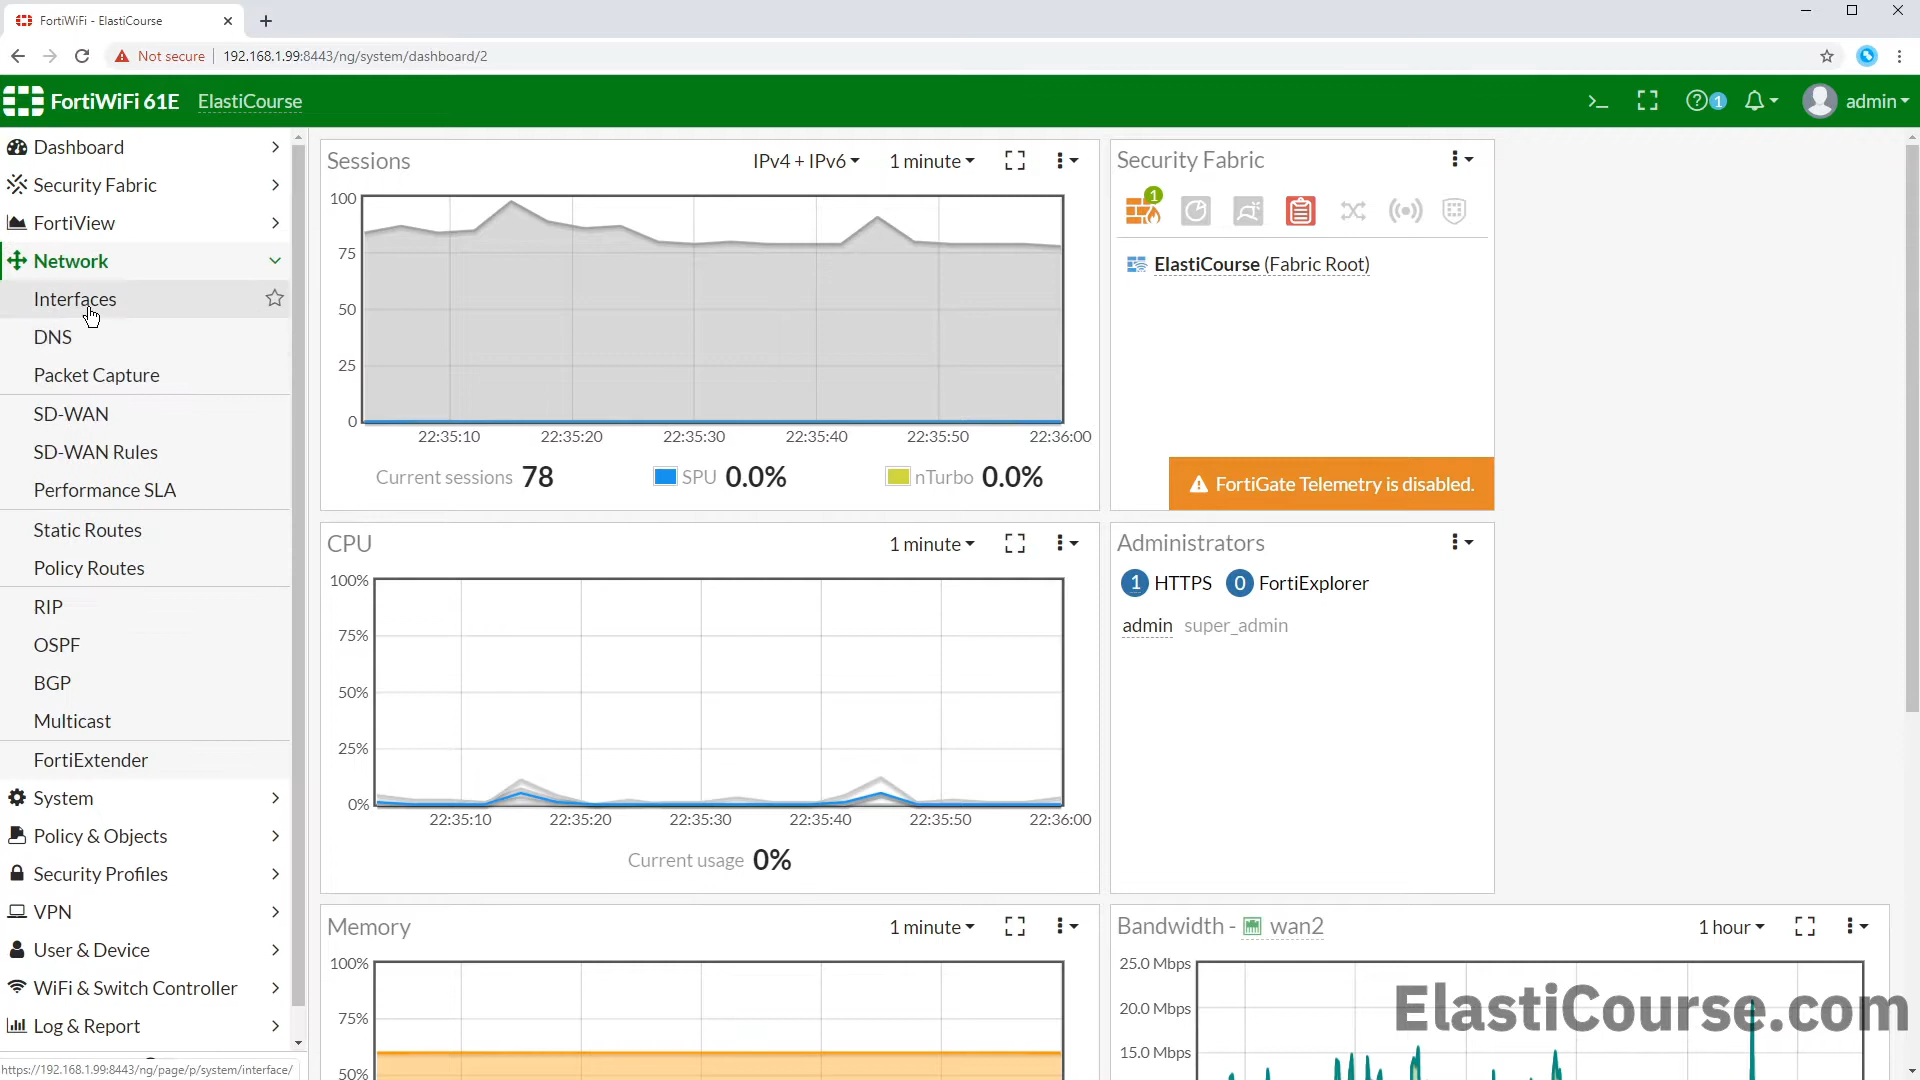 FortiWiFi - ElastiCourse
Not secure
192.168.1.99:8443/ng/system/dashboard/2
FortiWiFi 61E
ElastiCourse
>_
1
admin
Dashboard
Security Fabric
FortiView
Network
Interfaces
DNS
Packet Capture
SD-WAN
SD-WAN Rules
Performance SLA
Static Routes
Policy Routes
RIP
OSPF
BGP
Multicast
FortiExtender
System
Policy & Objects
Security Profiles
VPN
User & Device
WiFi & Switch Controller
Log & Report
https://192.168.1.99:8443/ng/page/p/system/interface/
Sessions
IPv4 + IPv6
1 minute
100
75
50
25
0
22:35:10 22:35:20 22:35:30 22:35:40 22:35:50 22:36:00
Current sessions 78
SPU 0.0%
nTurbo 0.0%
Security Fabric
1
ElastiCourse (Fabric Root)
FortiGate Telemetry is disabled.
CPU
1 minute
100%
75%
50%
25%
0%
22:35:10 22:35:20 22:35:30 22:35:40 22:35:50 22:36:00
Current usage 0%
Administrators
1 HTTPS 0 FortiExplorer
admin super_admin
Memory
1 minute
100%
75%
50%
Bandwidth - wan2
1 hour
25.0 Mbps
20.0 Mbps
15.0 Mbps
ElastiCourse.com